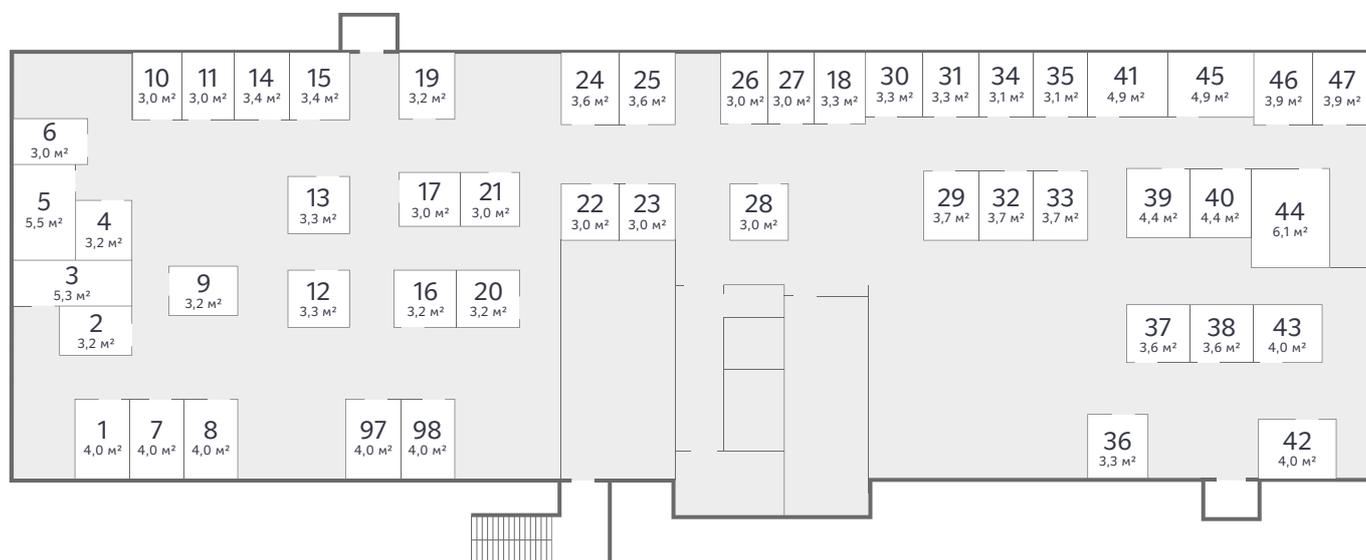 10
3,0 м²
11
3,0 м²
14
3,4 м²
15
3,4 м²
19
3,2 м²
24
3,6 м²
25
3,6 м²
26
3,0 м²
27
3,0 м²
18
3,3 м²
30
3,3 м²
31
3,3 м²
34
3,1 м²
35
3,1 м²
41
4,9 м²
45
4,9 м²
46
3,9 м²
47
3,9 м²
6
3,0 м²
5
5,5 м²
4
3,2 м²
13
3,3 м²
17
3,0 м²
21
3,0 м²
22
3,0 м²
23
3,0 м²
28
3,0 м²
29
3,7 м²
32
3,7 м²
33
3,7 м²
39
4,4 м²
40
4,4 м²
44
6,1 м²
3
5,3 м²
9
3,2 м²
12
3,3 м²
16
3,2 м²
20
3,2 м²
2
3,2 м²
37
3,6 м²
38
3,6 м²
43
4,0 м²
1
4,0 м²
7
4,0 м²
8
4,0 м²
97
4,0 м²
98
4,0 м²
36
3,3 м²
42
4,0 м²